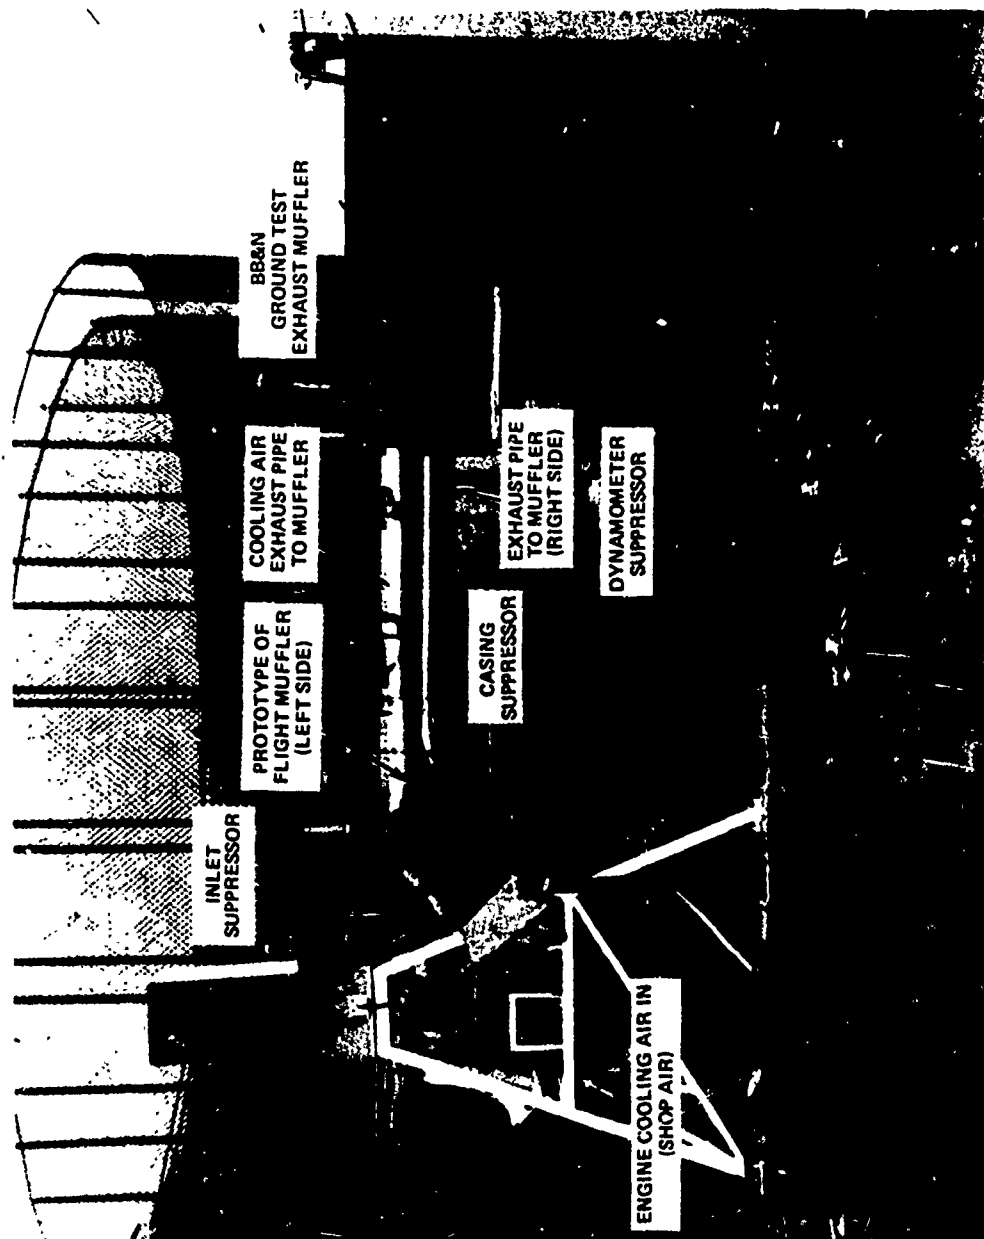 INLET
SUPPRESSOR
PROTOTYPE OF
FLIGHT MUFFLER
(LEFT SIDE)
COOLING AIR
EXHAUST PIPE
TO MUFFLER
BB&N
GROUND TEST
EXHAUST MUFFLER
CASING
SUPPRESSOR
EXHAUST PIPE
TO MUFFLER
(RIGHT SIDE)
DYNAMOMETER
SUPPRESSOR
ENGINE COOLING AIR IN
(SHOP AIR)